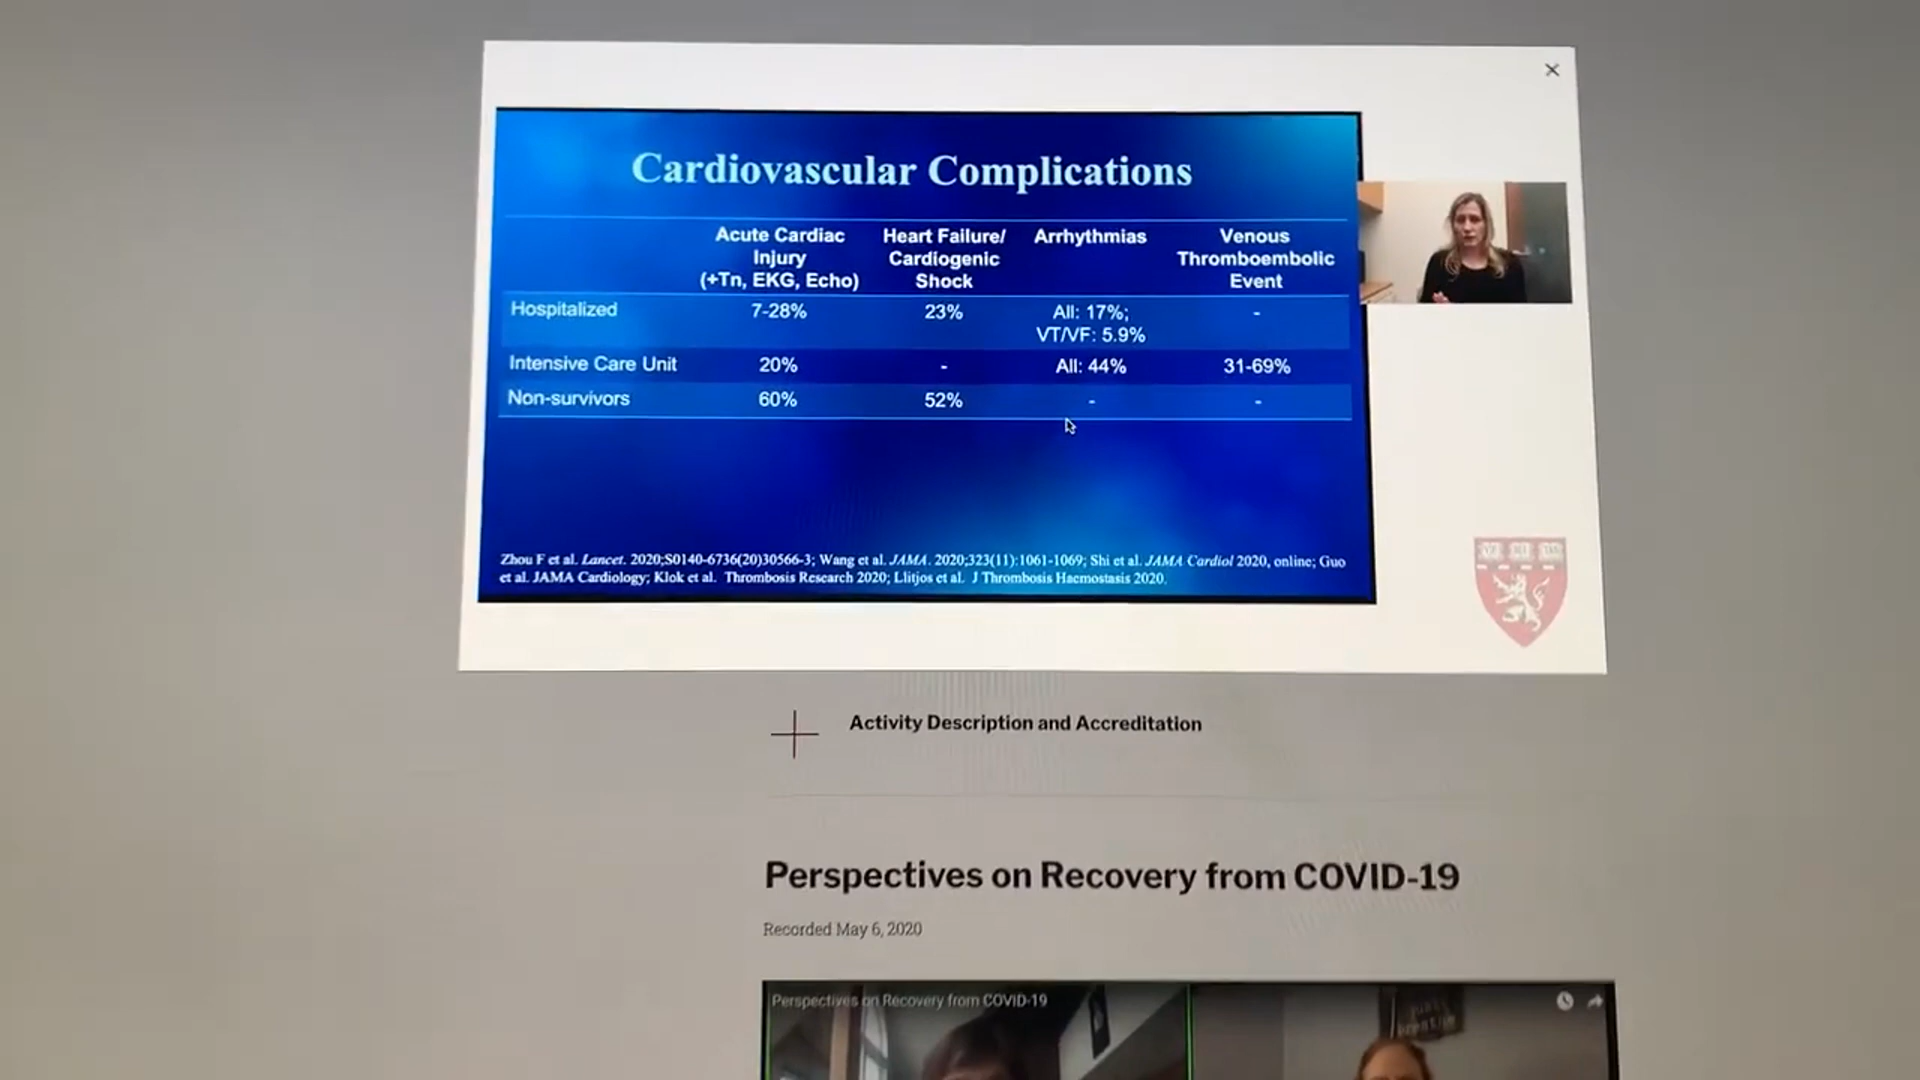 Cardiovascular Complications
Acute Cardiac Injury (+Tn, EKG, Echo)
Heart Failure/ Cardiogenic Shock
Arrhythmias
Venous Thromboembolic Event
Hospitalized 7-28% 23% All: 17%; VT/VF: 5.9% -
Intensive Care Unit 20% - All: 44% 31-69%
Non-survivors 60% 52% - -
Zhou F et al. Lancet. 2020;S0140-6736(20)30566-3; Wang et al. JAMA. 2020;323(11):1061-1069; Shi et al. JAMA Cardiol 2020, online; Guo
et al. JAMA Cardiology; Klok et al. Thrombosis Research 2020; Llitjos et al. J Thrombosis Haemostasis 2020.
Activity Description and Accreditation
Perspectives on Recovery from COVID-19
Recorded May 6, 2020
Perspectives on Recovery from COVID-19